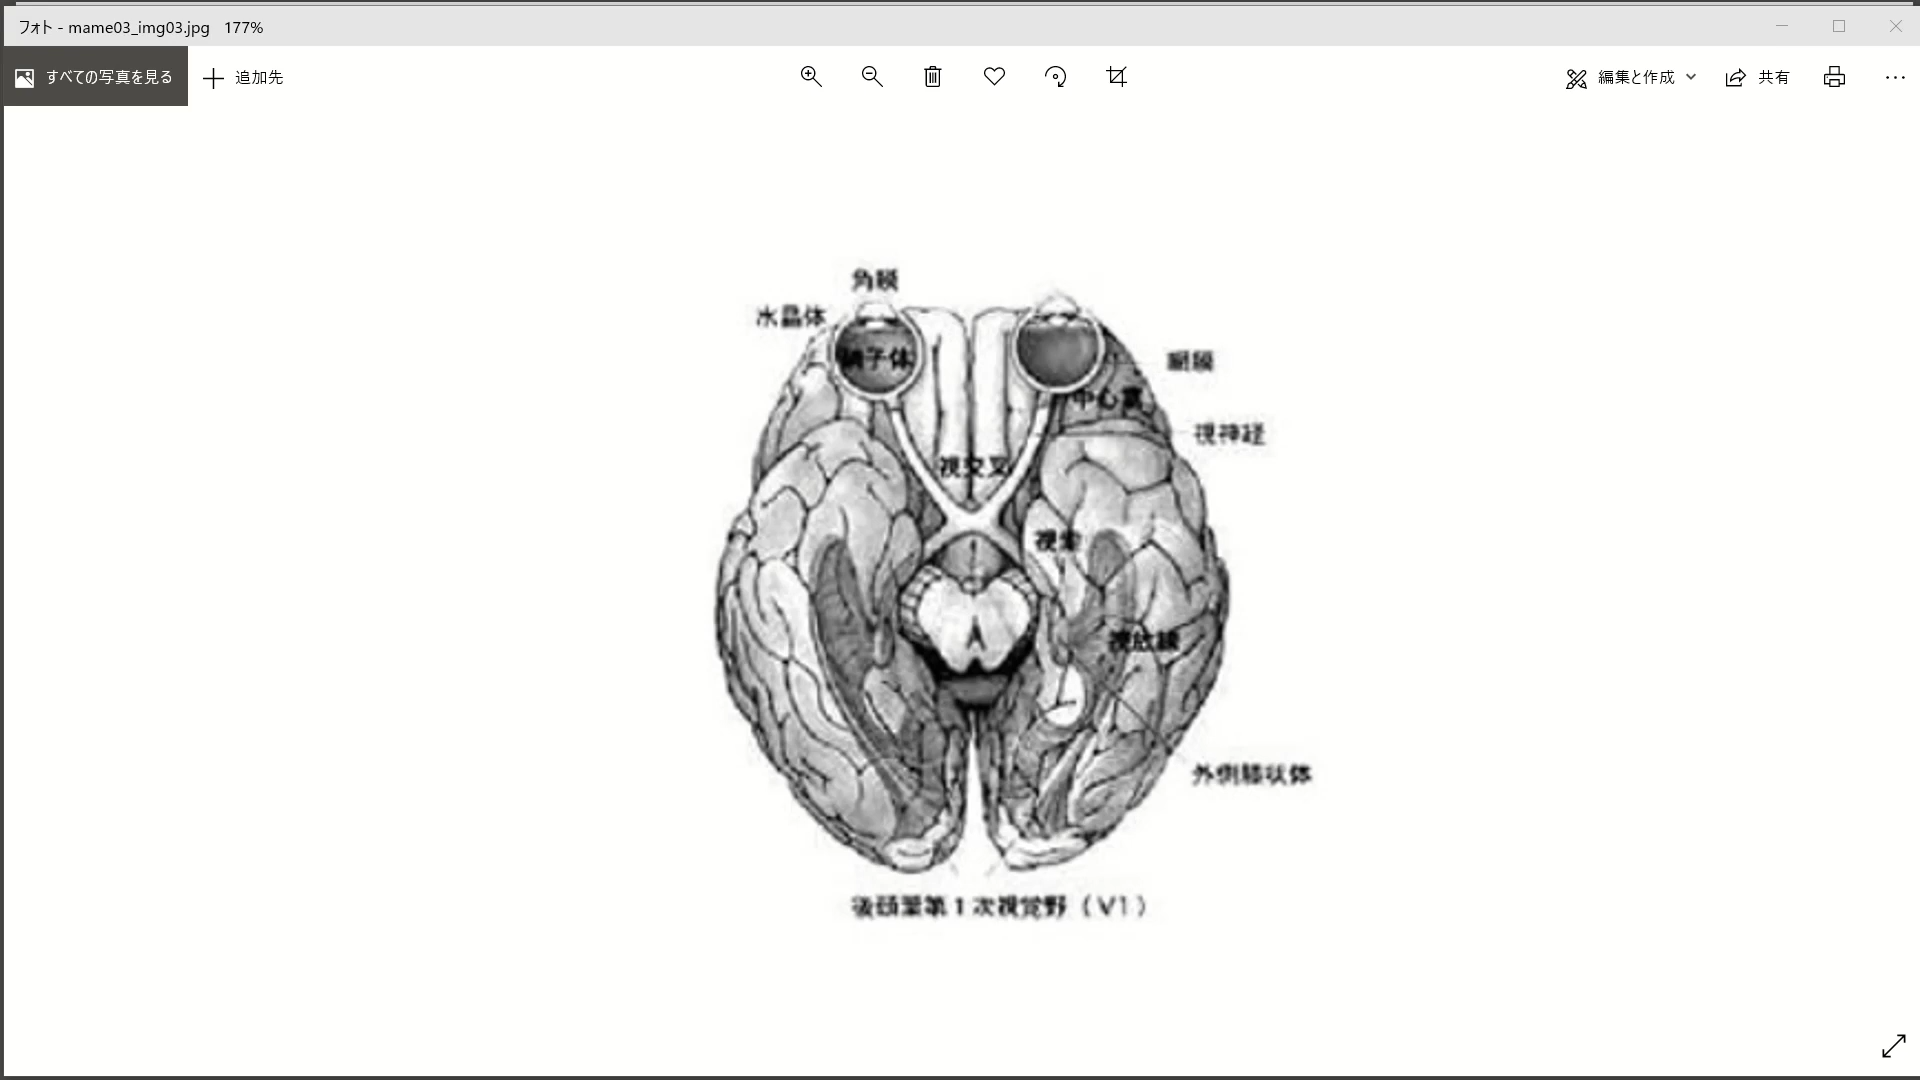 フォト - mame03_img03.jpg 177%
すべての写真を見る
追加先
編集と作成
共有
角膜
水晶体
硝子体
網膜
中心窩
視神経
視交叉
視索
視放線
外側膝状体
後頭葉第1次視覚野（V1）